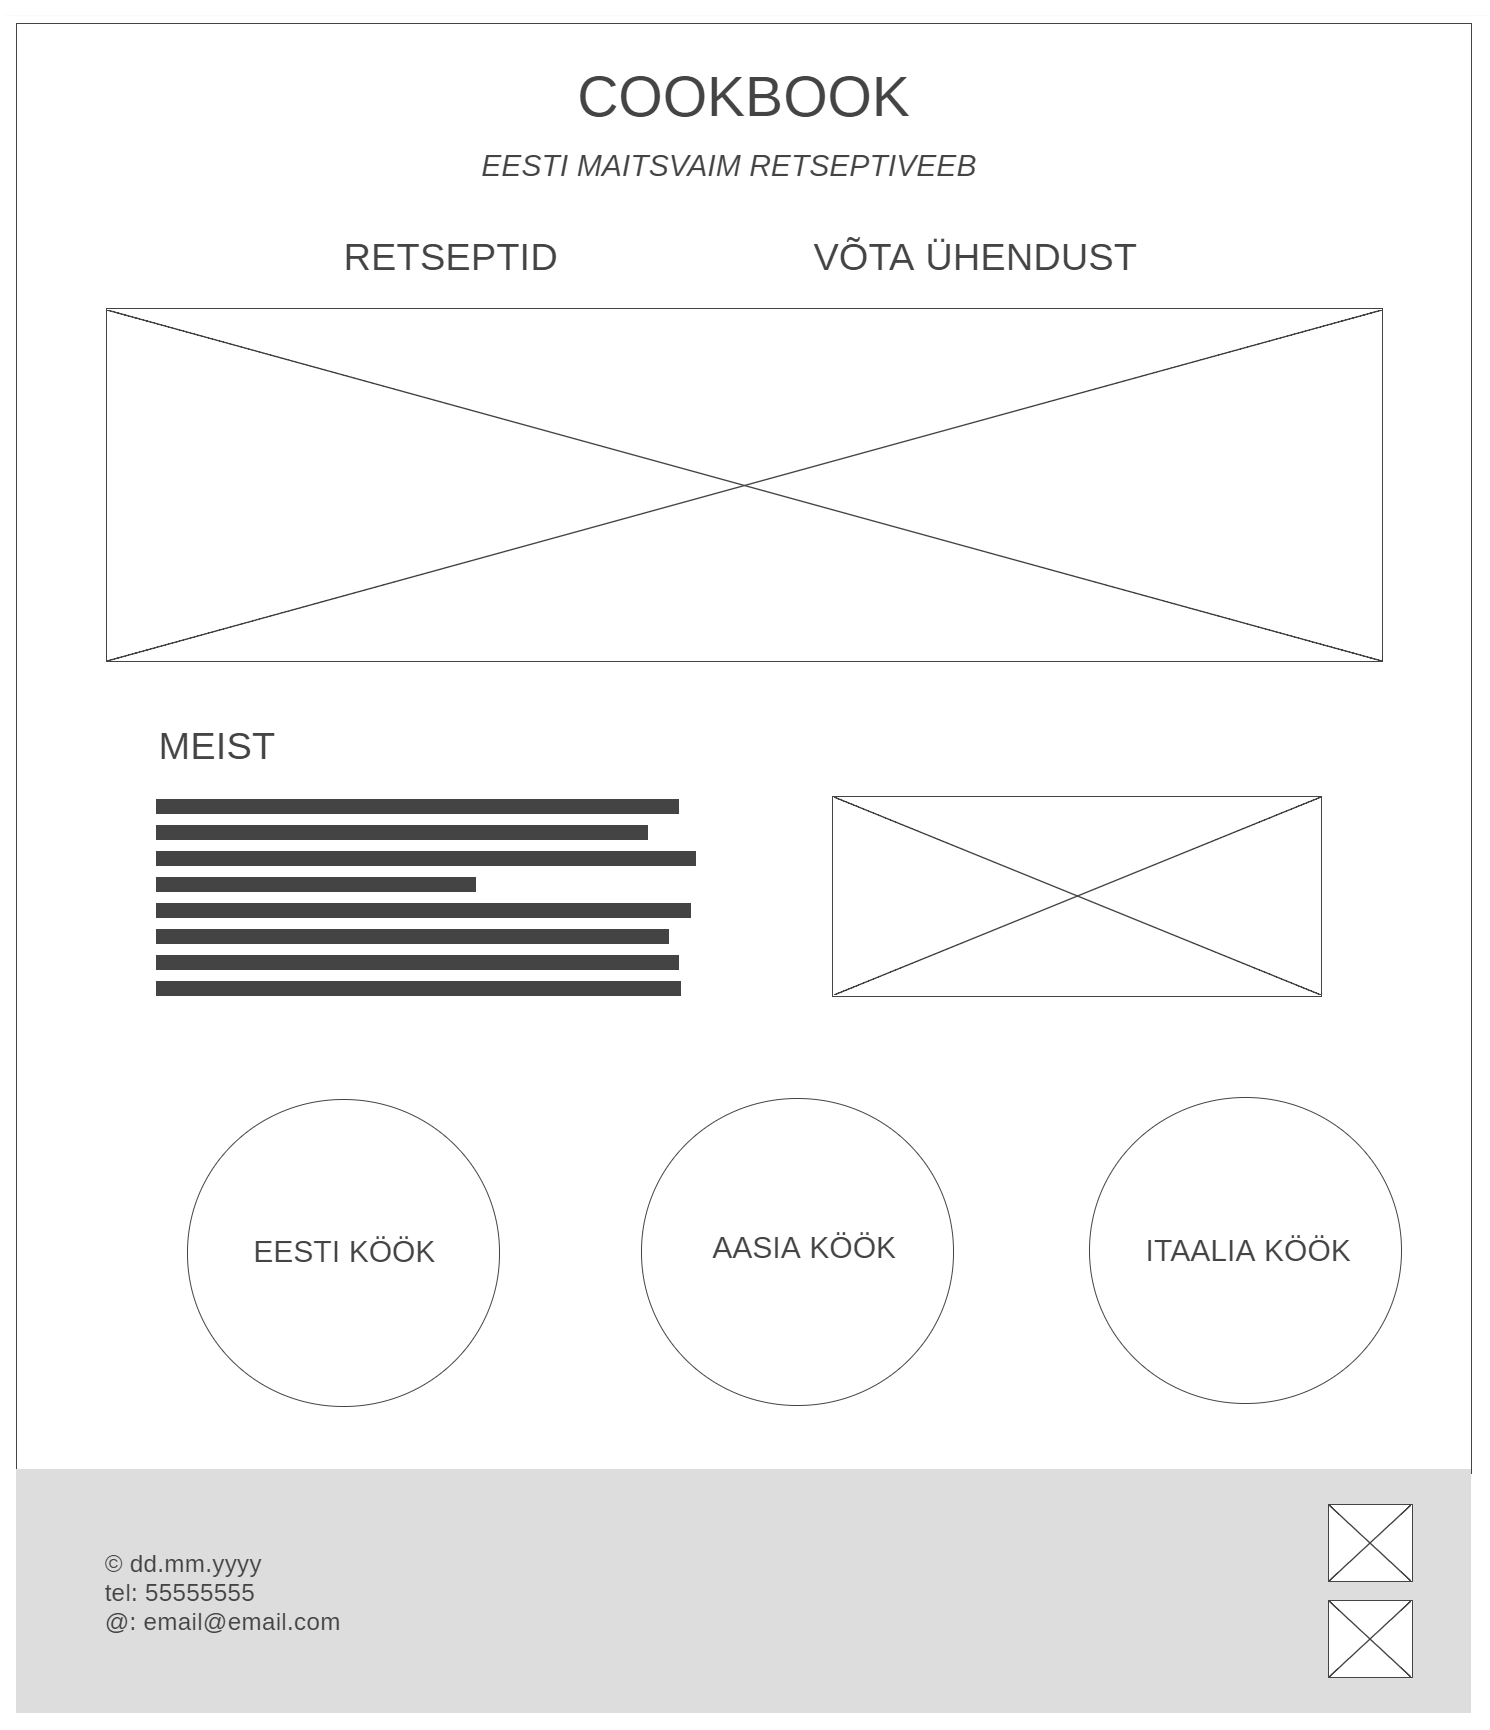 COOKBOOK
EESTI MAITSVAIM RETSEPTIVEEB
RETSEPTID
VÕTA ÜHENDUST
MEIST
EESTI KÖÖK
AASIA KÖÖK
ITAALIA KÖÖK
© dd.mm.yyyy
tel: 55555555
@: email@email.com